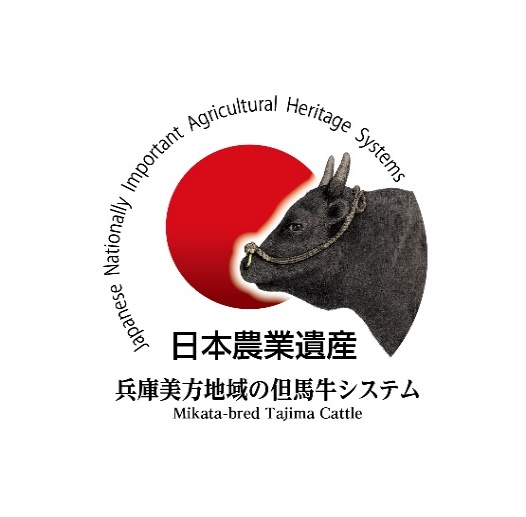 Japanese Nationally Important Agricultural Heritage Systems
日本農業遺産
兵庫美方地域の但馬牛システム
Mikata-bred Tajima Cattle